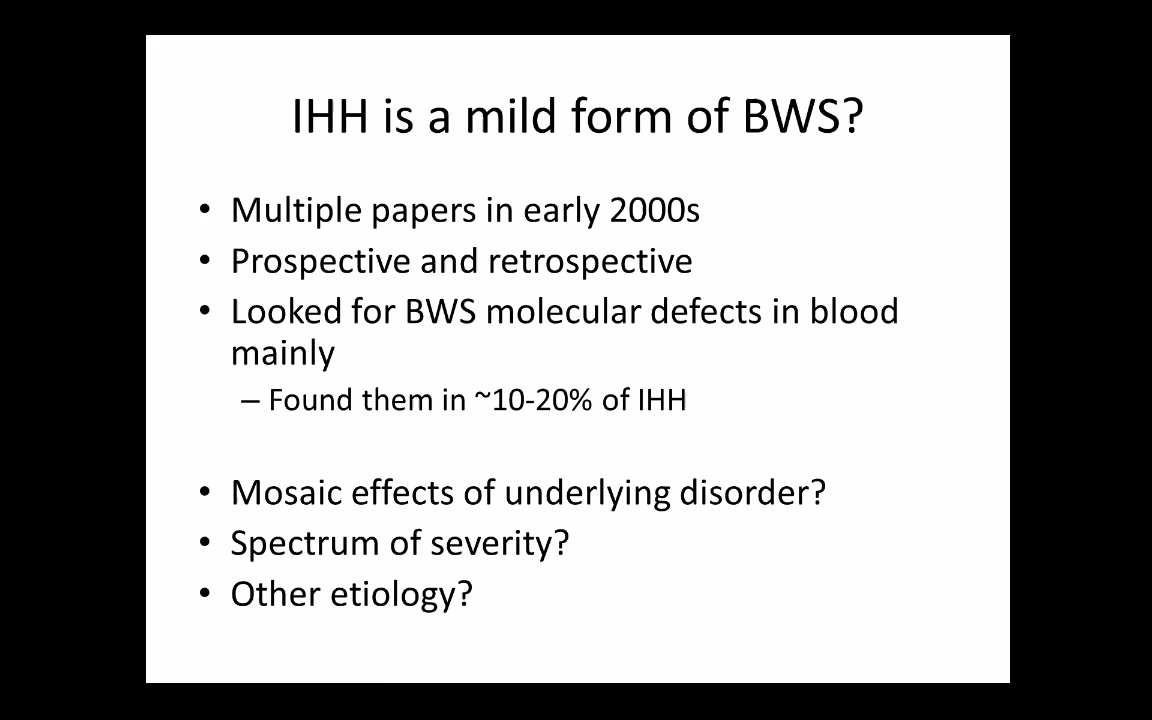 IHH is a mild form of BWS?
• Multiple papers in early 2000s
• Prospective and retrospective
• Looked for BWS molecular defects in blood
mainly
– Found them in ~10-20% of IHH
• Mosaic effects of underlying disorder?
• Spectrum of severity?
• Other etiology?